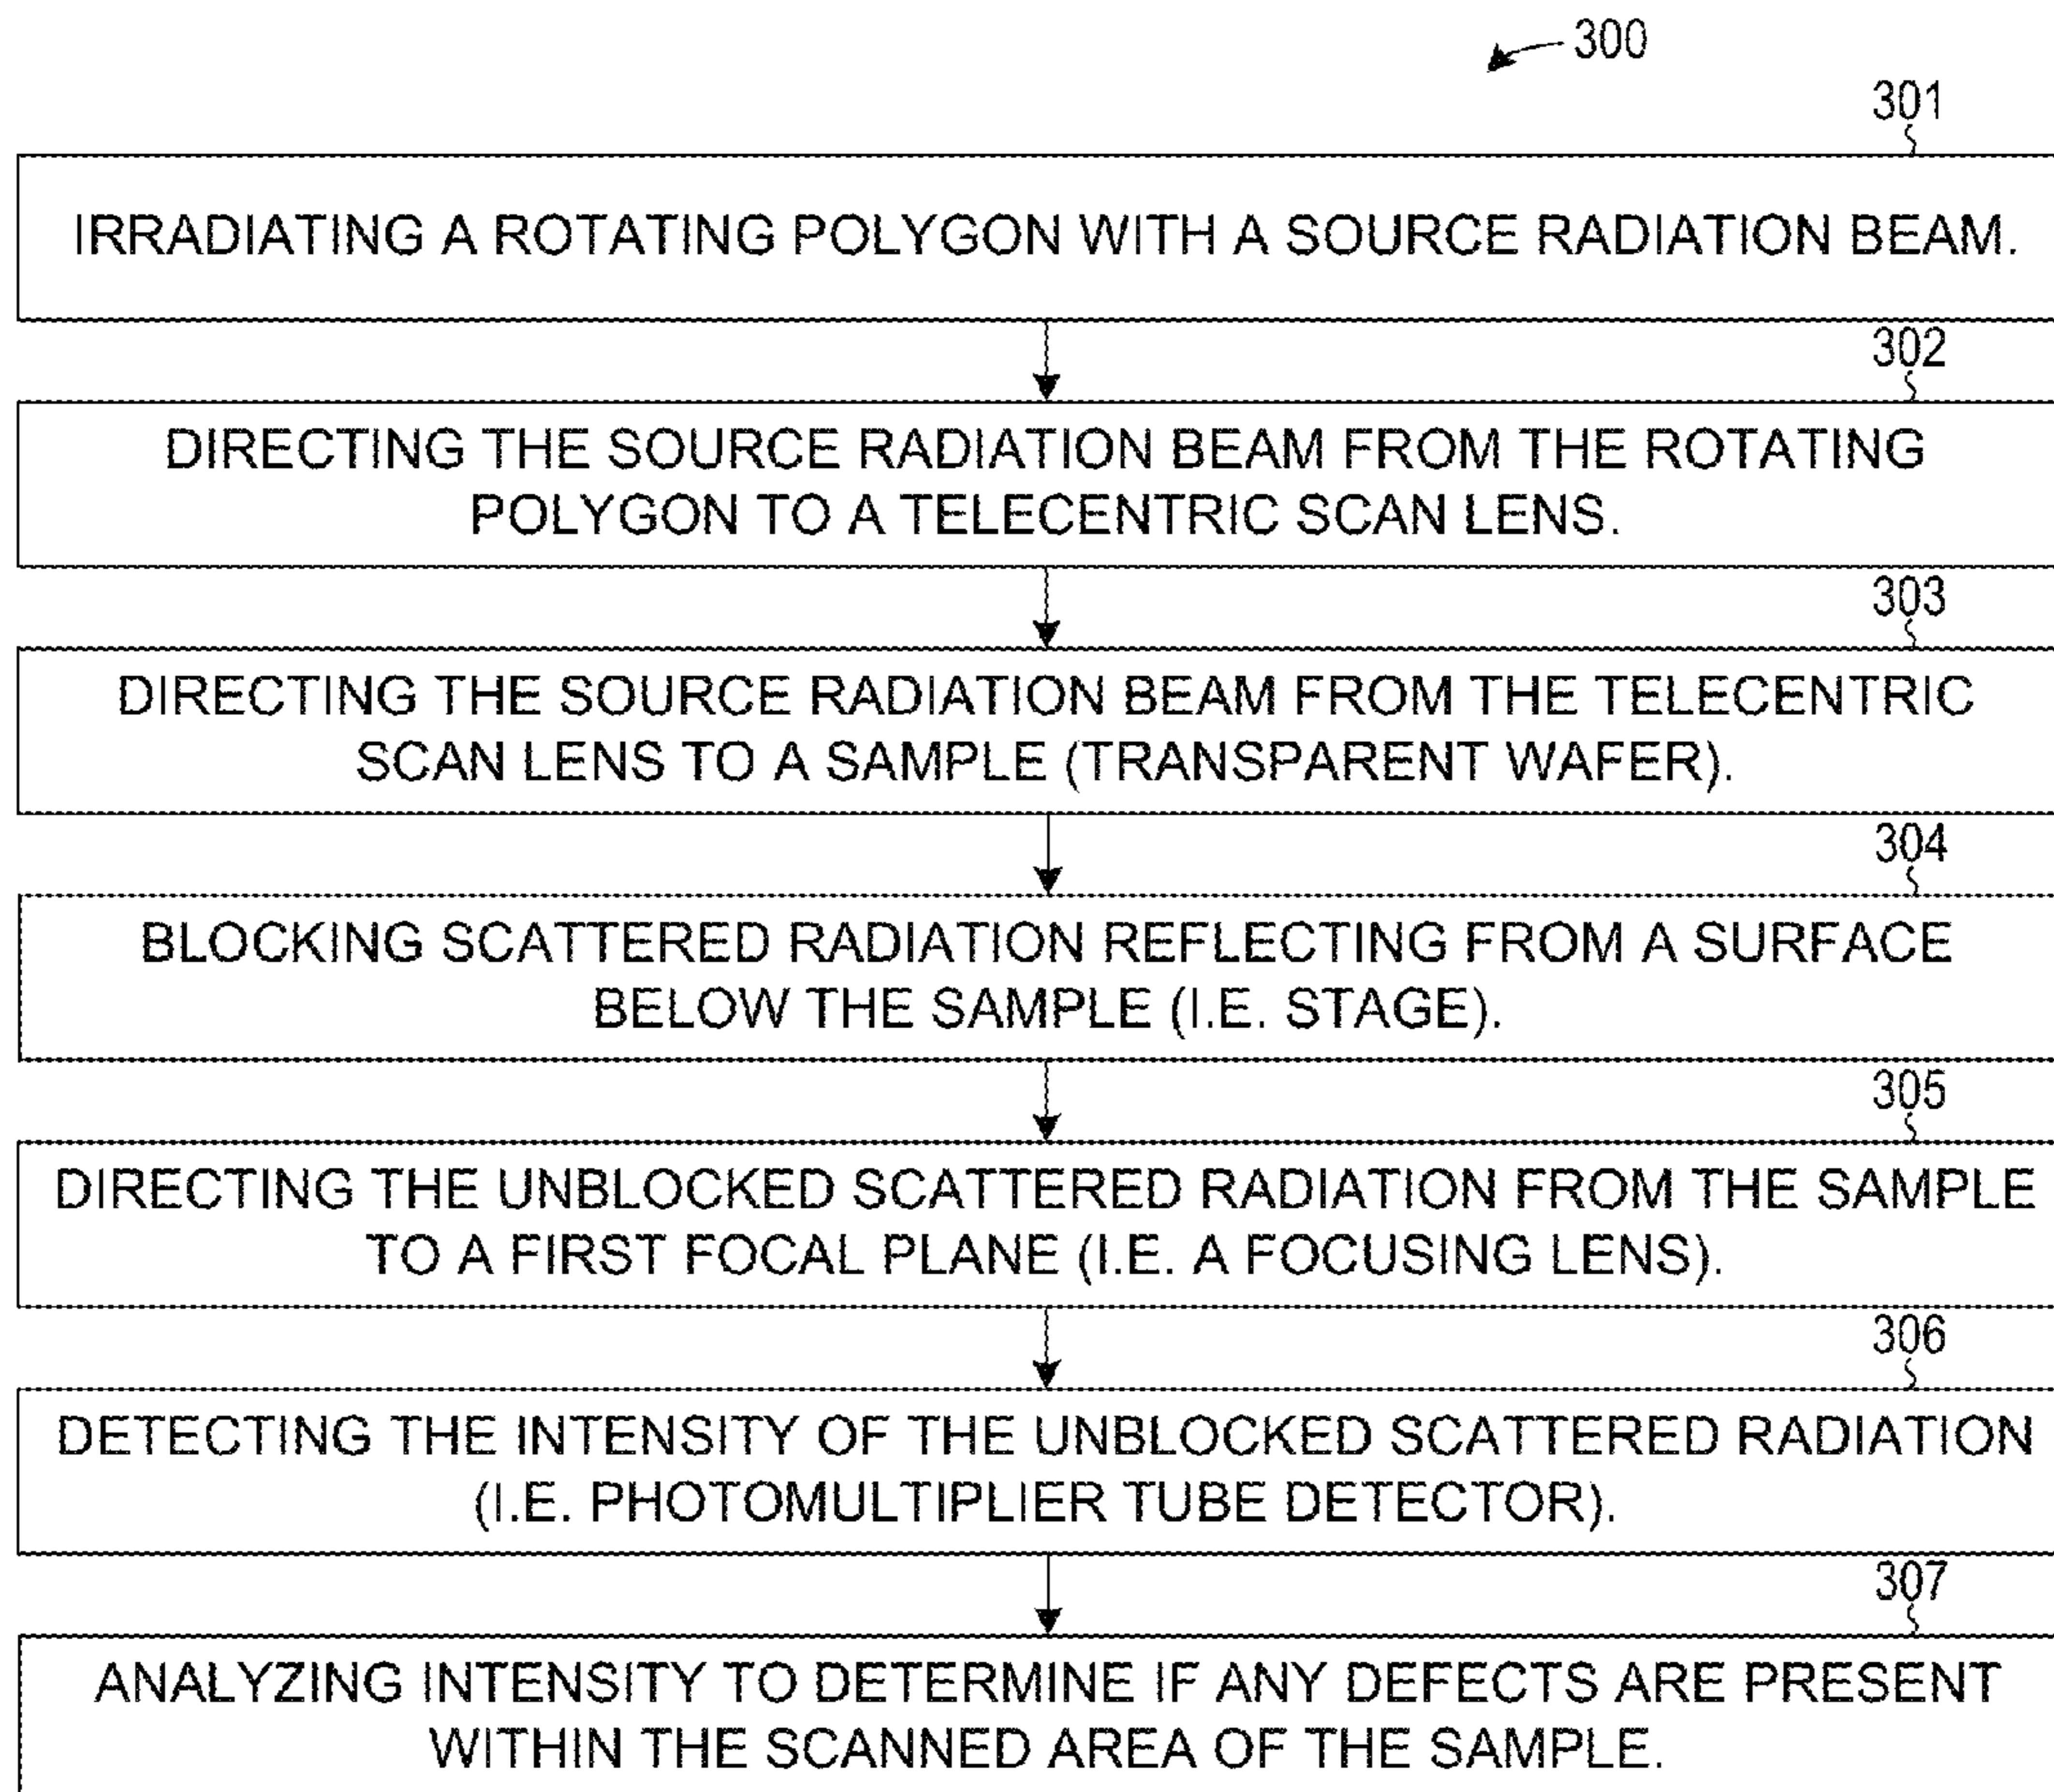 300
301
IRRADIATING A ROTATING POLYGON WITH A SOURCE RADIATION BEAM.
302
DIRECTING THE SOURCE RADIATION BEAM FROM THE ROTATING
POLYGON TO A TELECENTRIC SCAN LENS.
303
DIRECTING THE SOURCE RADIATION BEAM FROM THE TELECENTRIC
SCAN LENS TO A SAMPLE (TRANSPARENT WAFER).
304
BLOCKING SCATTERED RADIATION REFLECTING FROM A SURFACE
BELOW THE SAMPLE (I.E. STAGE).
305
DIRECTING THE UNBLOCKED SCATTERED RADIATION FROM THE SAMPLE
TO A FIRST FOCAL PLANE (I.E. A FOCUSING LENS).
306
DETECTING THE INTENSITY OF THE UNBLOCKED SCATTERED RADIATION
(I.E. PHOTOMULTIPLIER TUBE DETECTOR).
307
ANALYZING INTENSITY TO DETERMINE IF ANY DEFECTS ARE PRESENT
WITHIN THE SCANNED AREA OF THE SAMPLE.